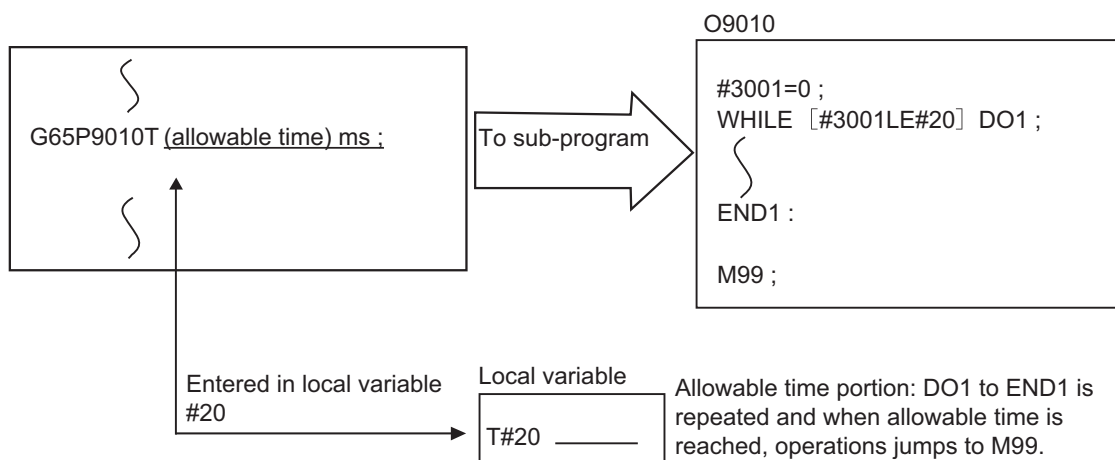 G65P9010T (allowable time) ms ;
To sub-program
O9010
#3001=0 ;
WHILE [#3001LE#20] DO1 ;
END1 :
M99 ;
Entered in local variable
#20
Local variable
T#20
Allowable time portion: DO1 to END1 is
repeated and when allowable time is
reached, operations jumps to M99.